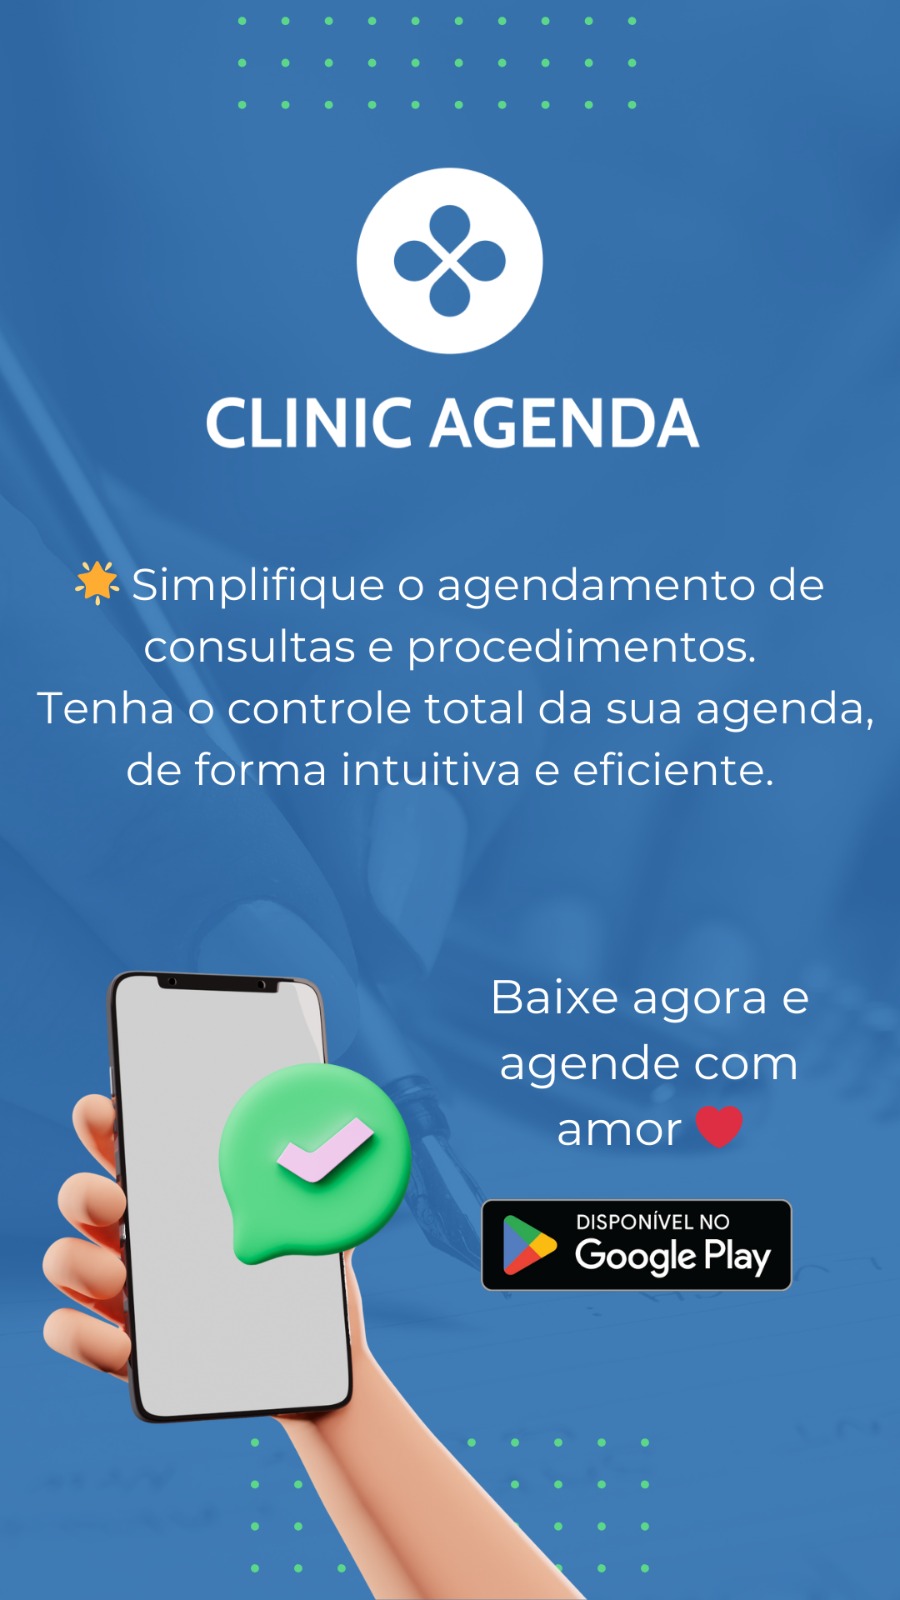 CLINIC AGENDA
🌟 Simplifique o agendamento de
consultas e procedimentos.
Tenha o controle total da sua agenda,
de forma intuitiva e eficiente.
Baixe agora e
agende com
amor ❤️
DISPONÍVEL NO
Google Play